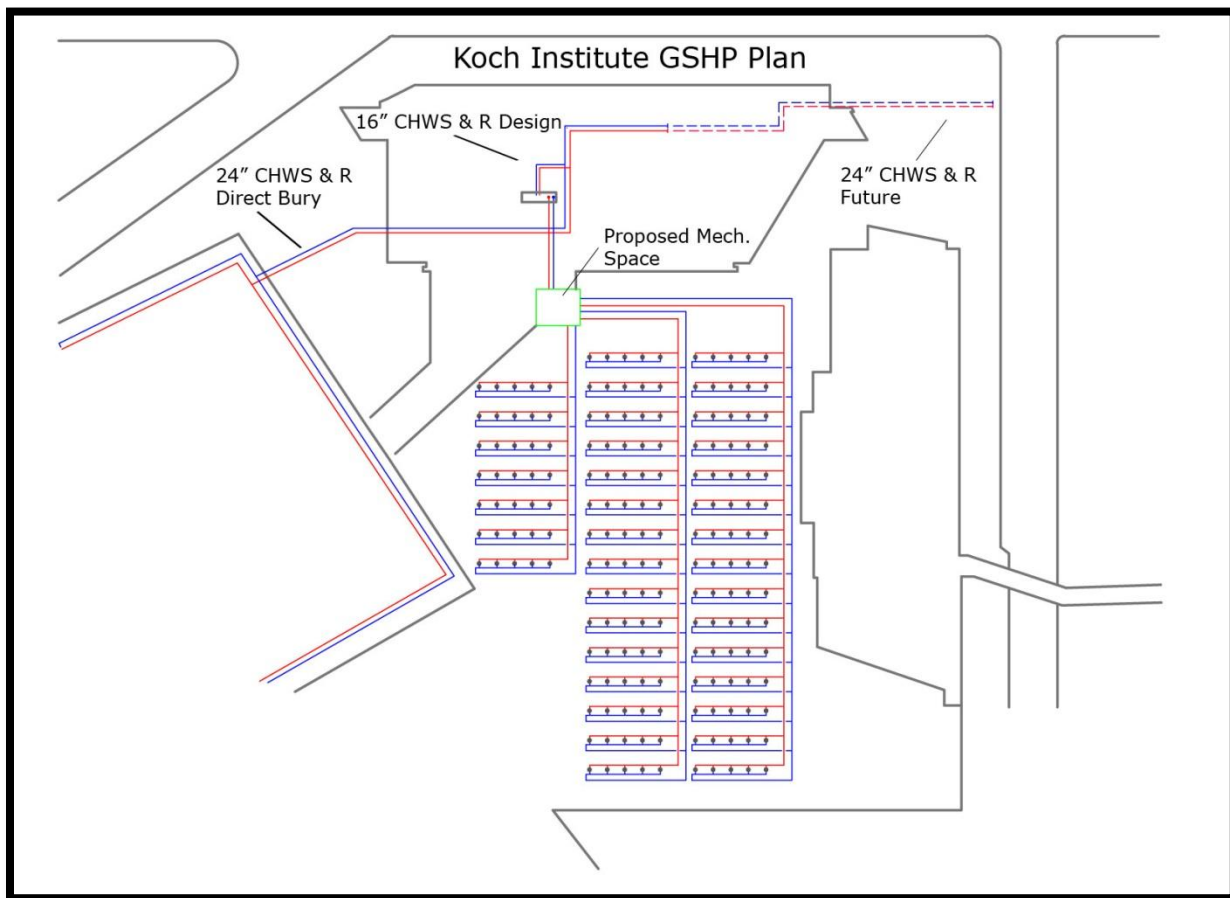 Koch Institute GSHP Plan
16” CHWS & R Design
24” CHWS & R
Direct Bury
24” CHWS & R
Future
Proposed Mech.
Space